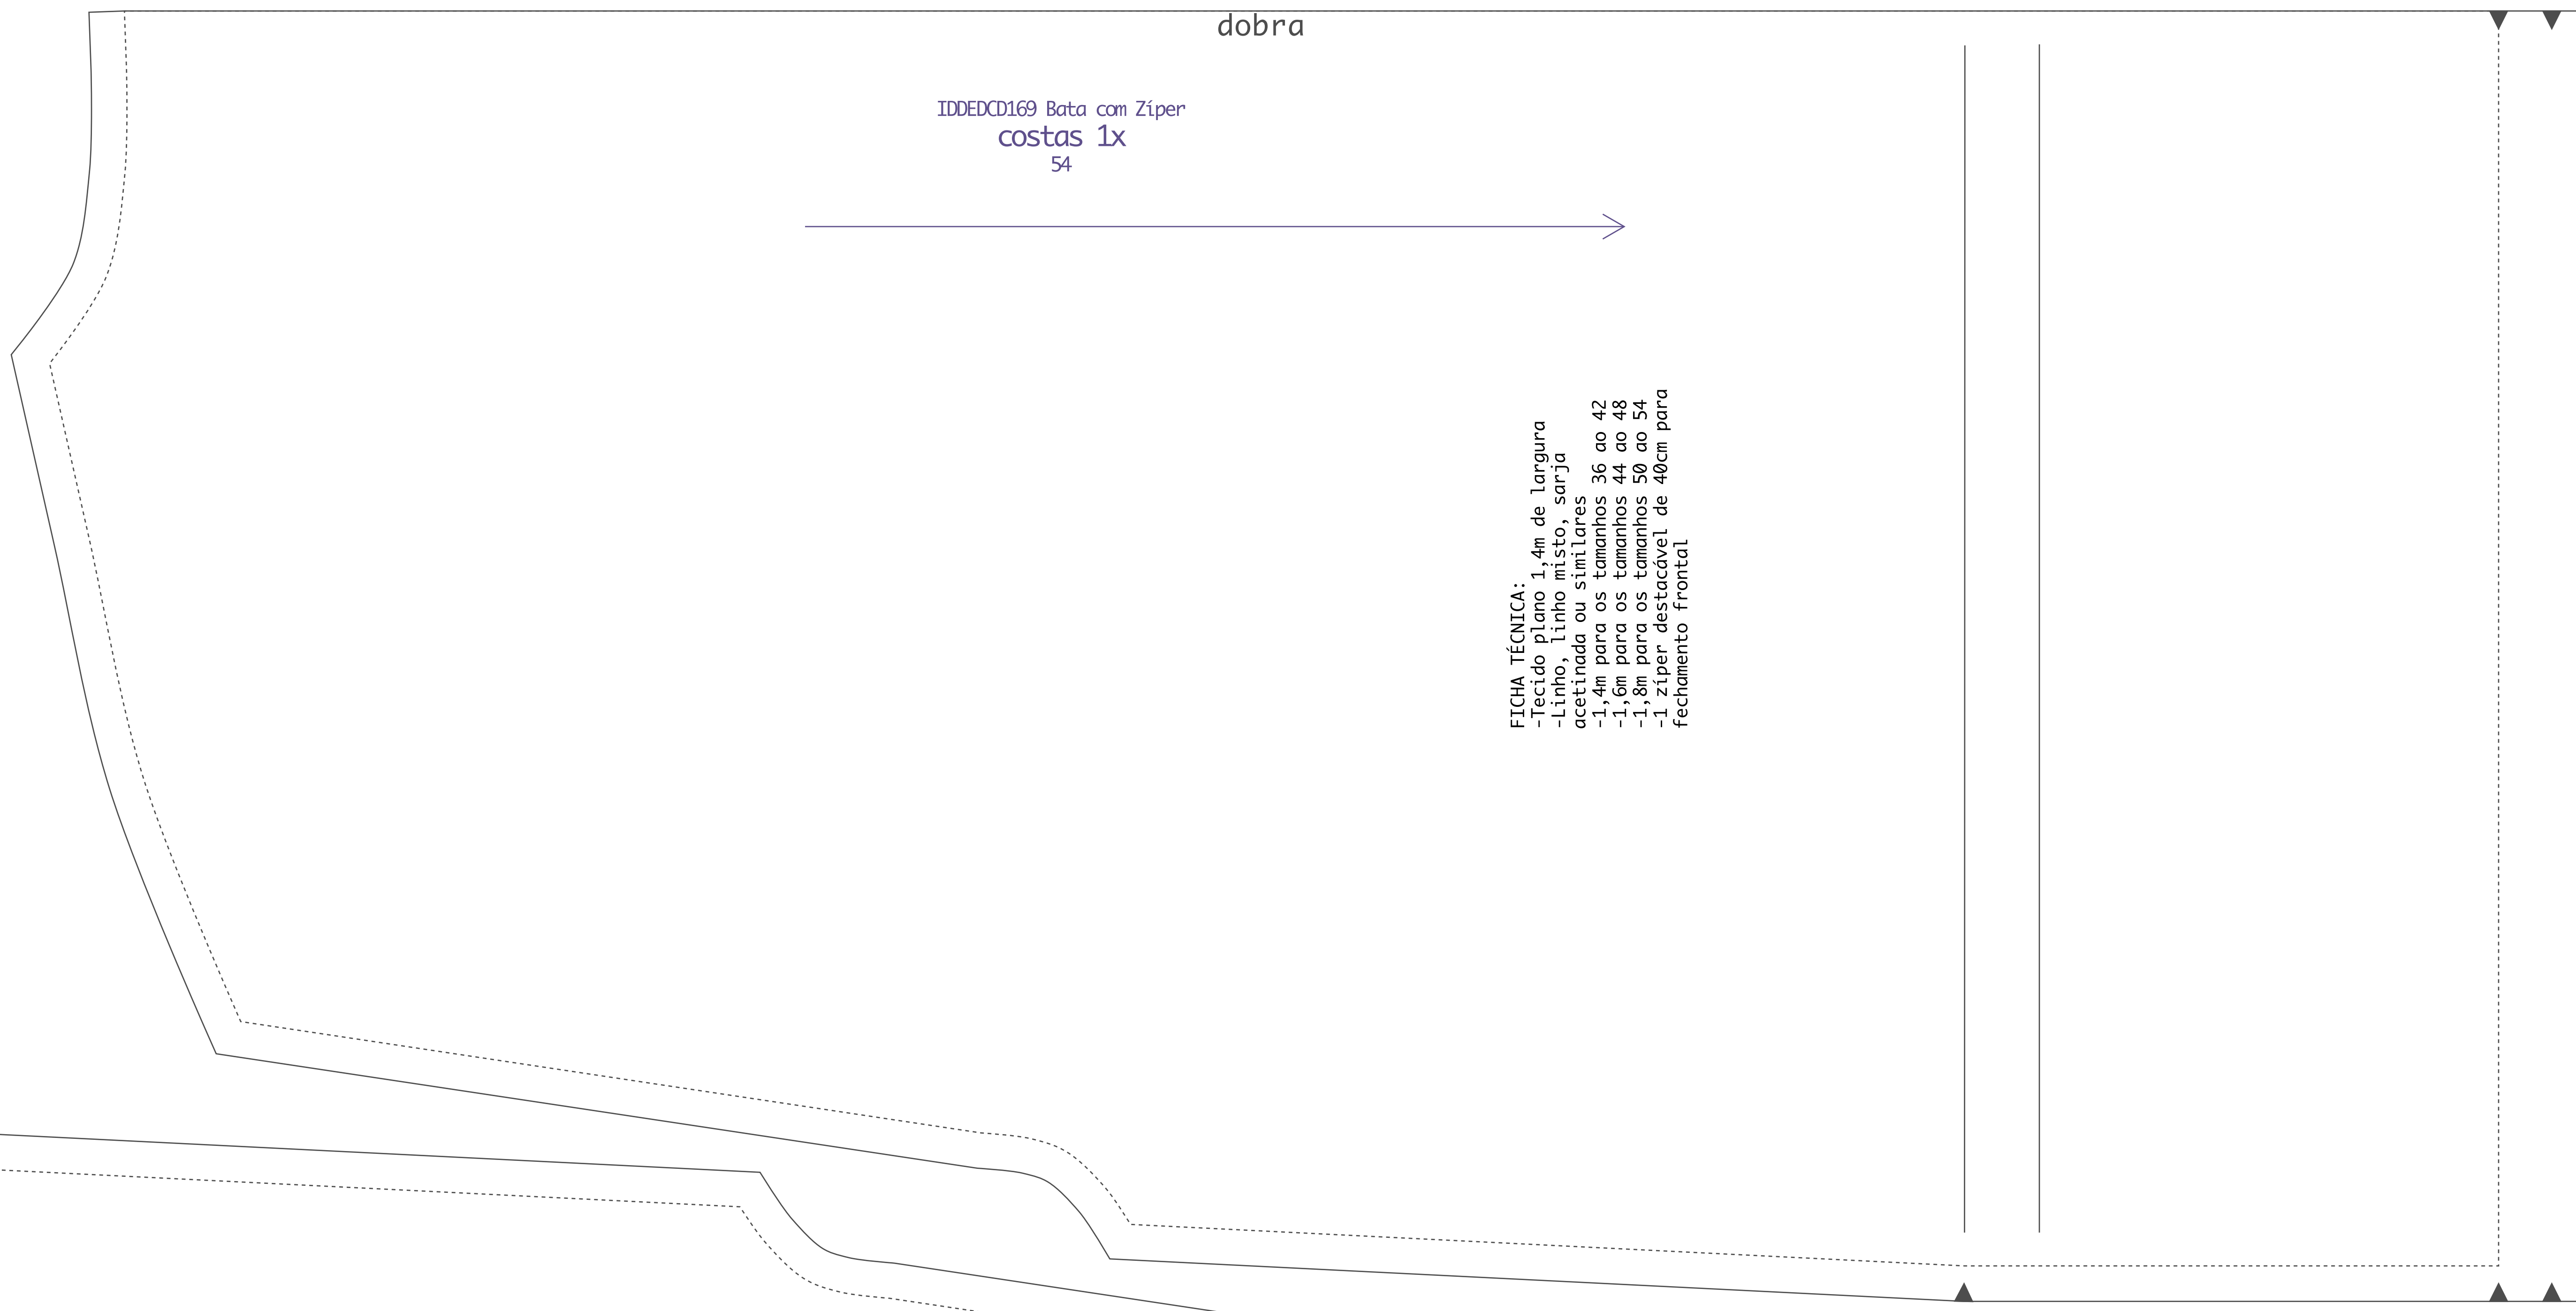 dobra
IDDEDCD169 Bata com Zíper
costas 1x
54
FICHA TÉCNICA:
-Tecido plano 1,4m de largura
-Linho, linho misto, sarja
acetinada ou similares
-1,4m para os tamanhos 36 ao 42
-1,6m para os tamanhos 44 ao 48
-1,8m para os tamanhos 50 ao 54
-1 zíper destacável de 40cm para
fechamento frontal